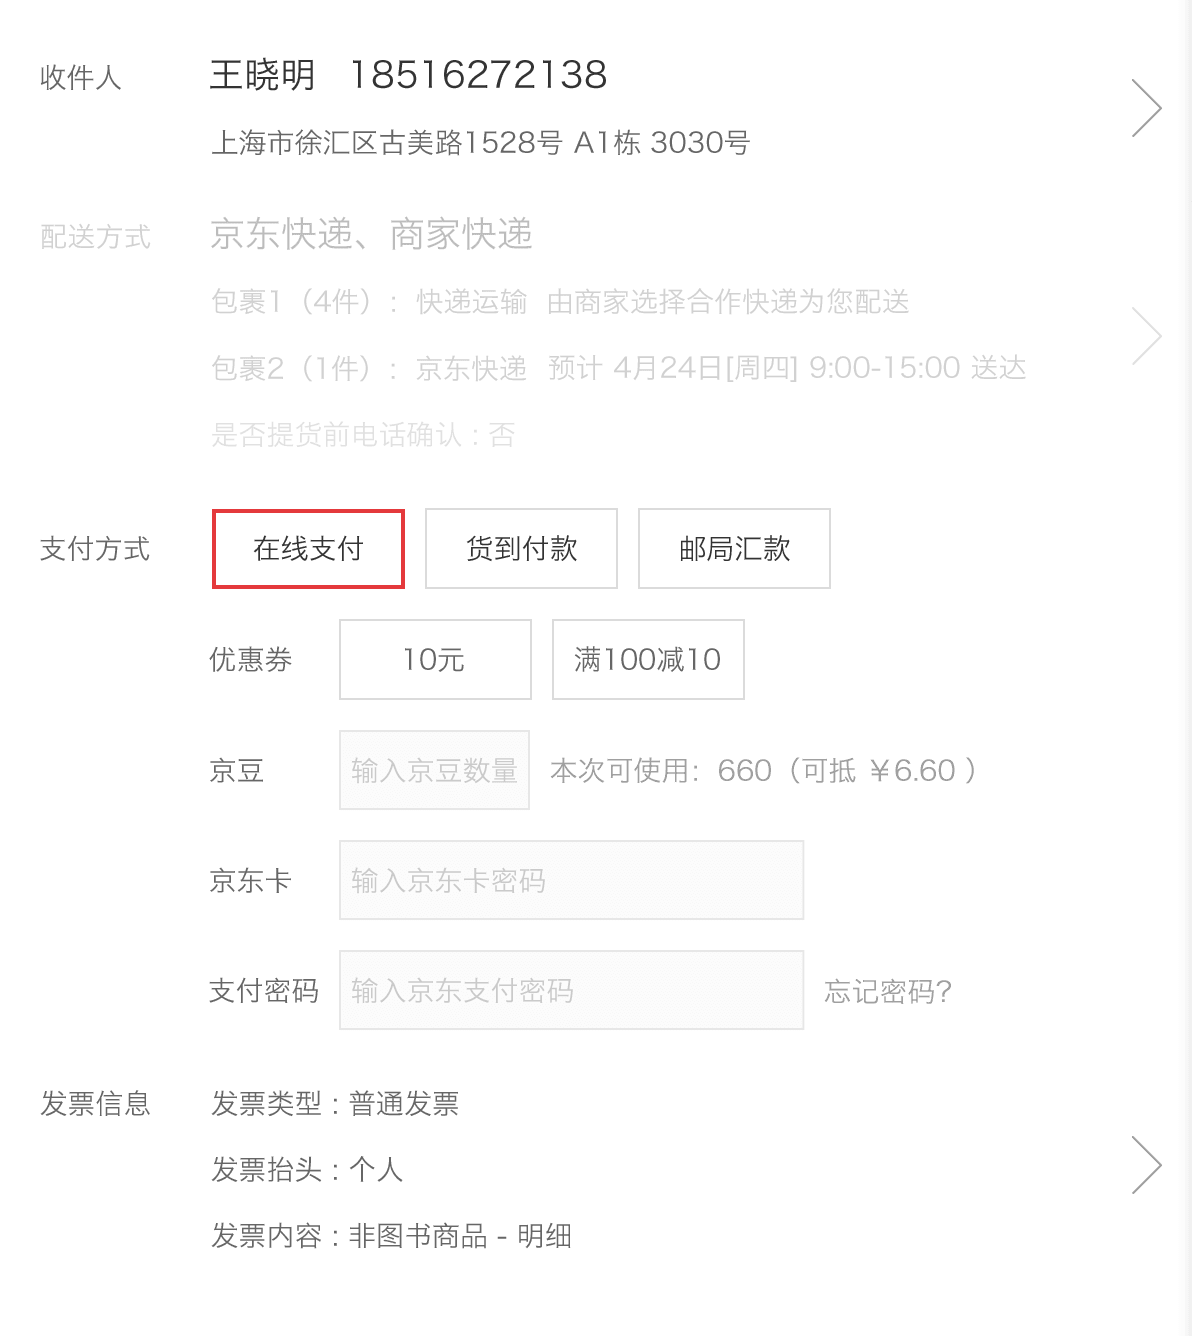 收件人 王晓明 18516272138
上海市徐汇区古美路1528号 A1栋 3030号
配送方式 京东快递、商家快递
包裹1（4件）: 快递运输 由商家选择合作快递为您配送
包裹2（1件）: 京东快递 预计 4月24日[周四] 9:00-15:00 送达
是否提货前电话确认 : 否
支付方式 在线支付 货到付款 邮局汇款
优惠券 10元 满100减10
京豆 输入京豆数量 本次可使用: 660（可抵 ￥6.60 ）
京东卡 输入京东卡密码
支付密码 输入京东支付密码 忘记密码?
发票信息 发票类型 : 普通发票
发票抬头 : 个人
发票内容 : 非图书商品 - 明细